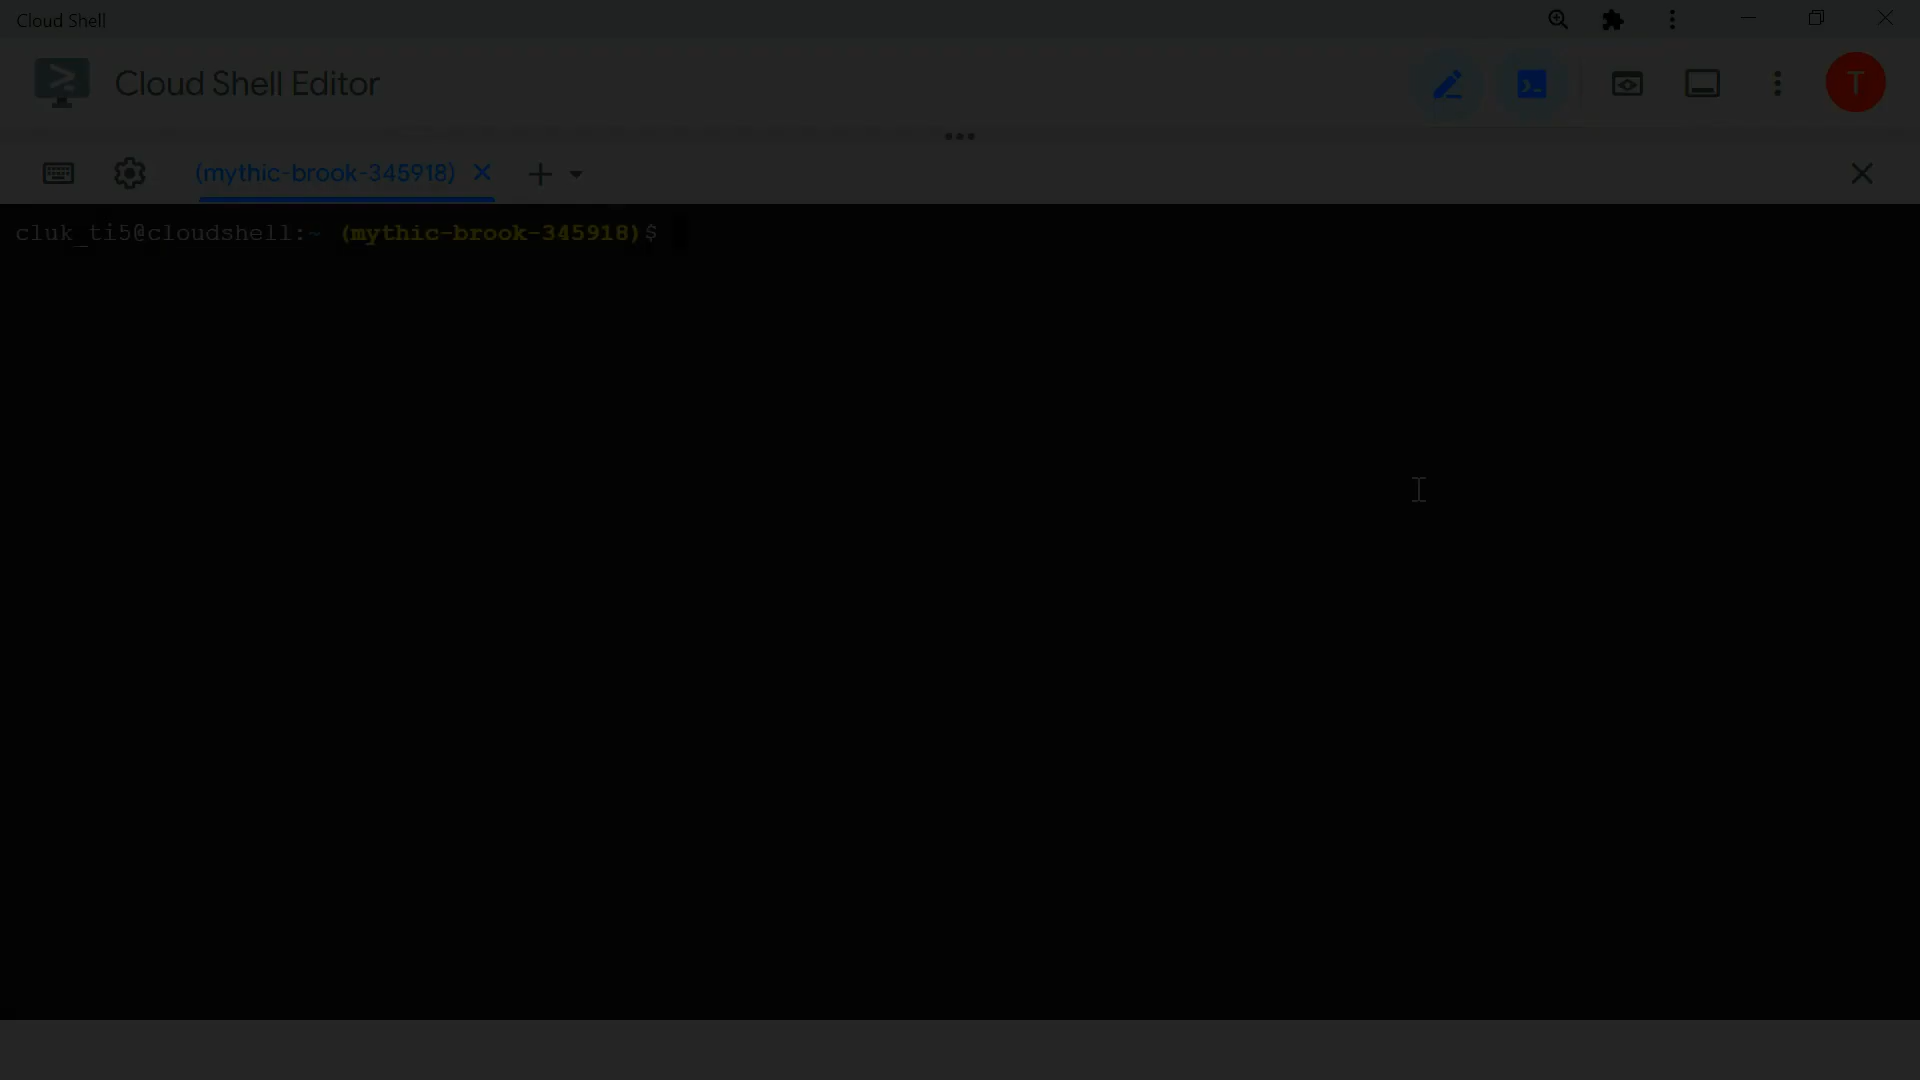 Cloud Shell
Cloud Shell Editor
T
(mythic-brook-345918)
cluk_ti5@cloudshell:~ (mythic-brook-345918)$